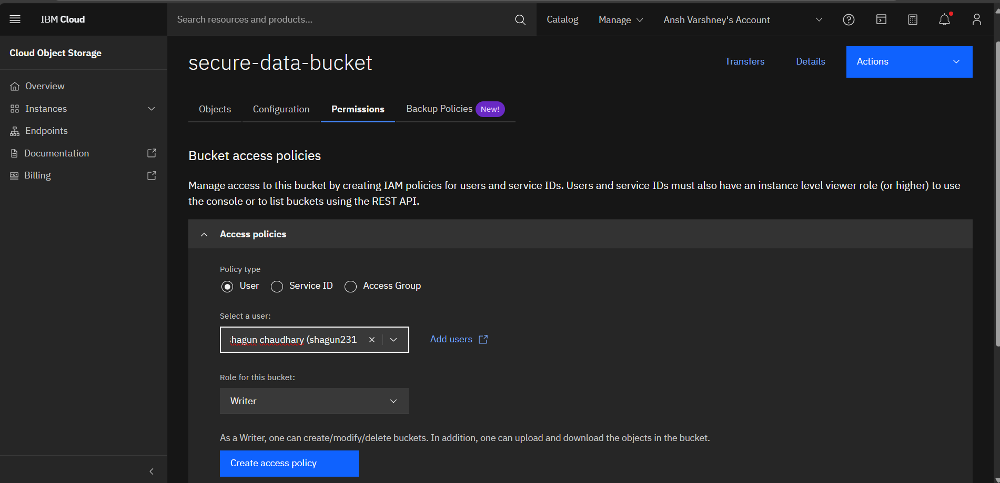 IBM Cloud
Search resources and products...
Catalog
Manage
Ansh Varshney's Account
Cloud Object Storage
Overview
Instances
Endpoints
Documentation
Billing
secure-data-bucket
Transfers
Details
Actions
Objects
Configuration
Permissions
Backup Policies New!
Bucket access policies
Manage access to this bucket by creating IAM policies for users and service IDs. Users and service IDs must also have an instance level viewer role (or higher) to use
the console or to list buckets using the REST API.
Access policies
Policy type
User
Service ID
Access Group
Select a user:
hagun chaudhary (shagun231
Add users
Role for this bucket:
Writer
As a Writer, one can create/modify/delete buckets. In addition, one can upload and download the objects in the bucket.
Create access policy